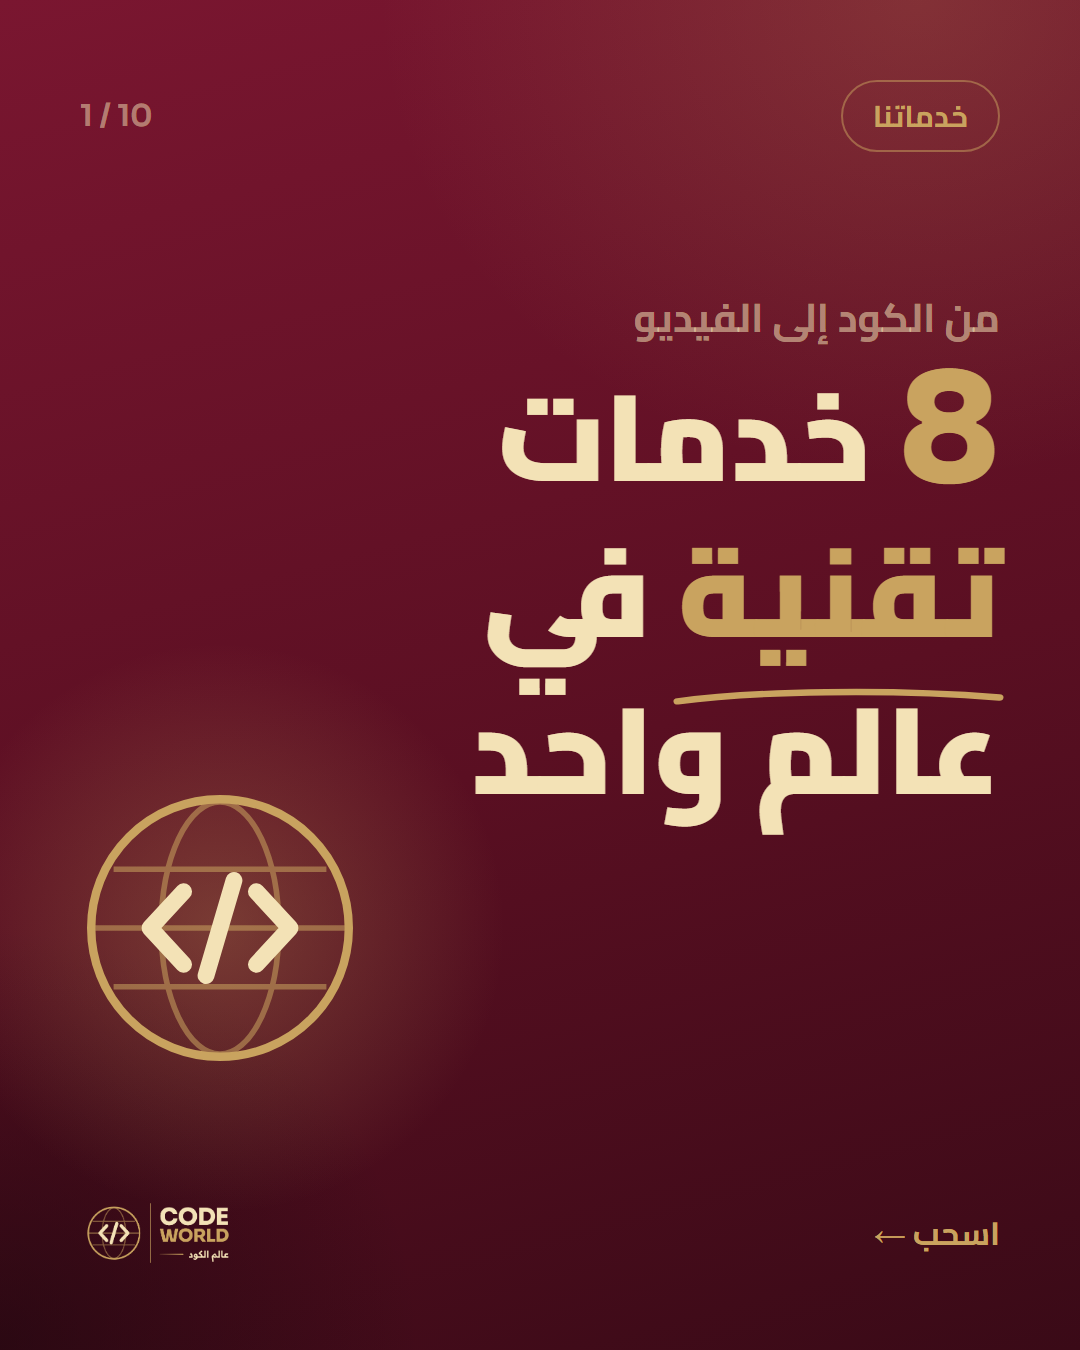 خدماتنا
1 / 10
من الكود إلى الفيديو
8 خدمات
تقنية في
عالم واحد
</>
اسحب ←
</>
CODE
WORLD
عالم الكود